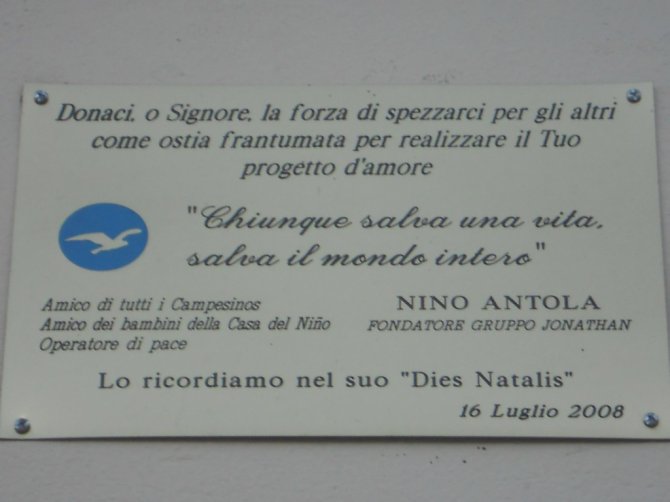 Donaci, o Signore, la forza di spezzarci per gli altri
come ostia frantumata per realizzare il Tuo
progetto d'amore
"Chiunque salva una vita,
salva il mondo intero"
Amico di tutti i Campesinos
Amico dei bambini della Casa del Niño
Operatore di pace
NINO ANTOLA
FONDATORE GRUPPO JONATHAN
Lo ricordiamo nel suo "Dies Natalis"
16 Luglio 2008